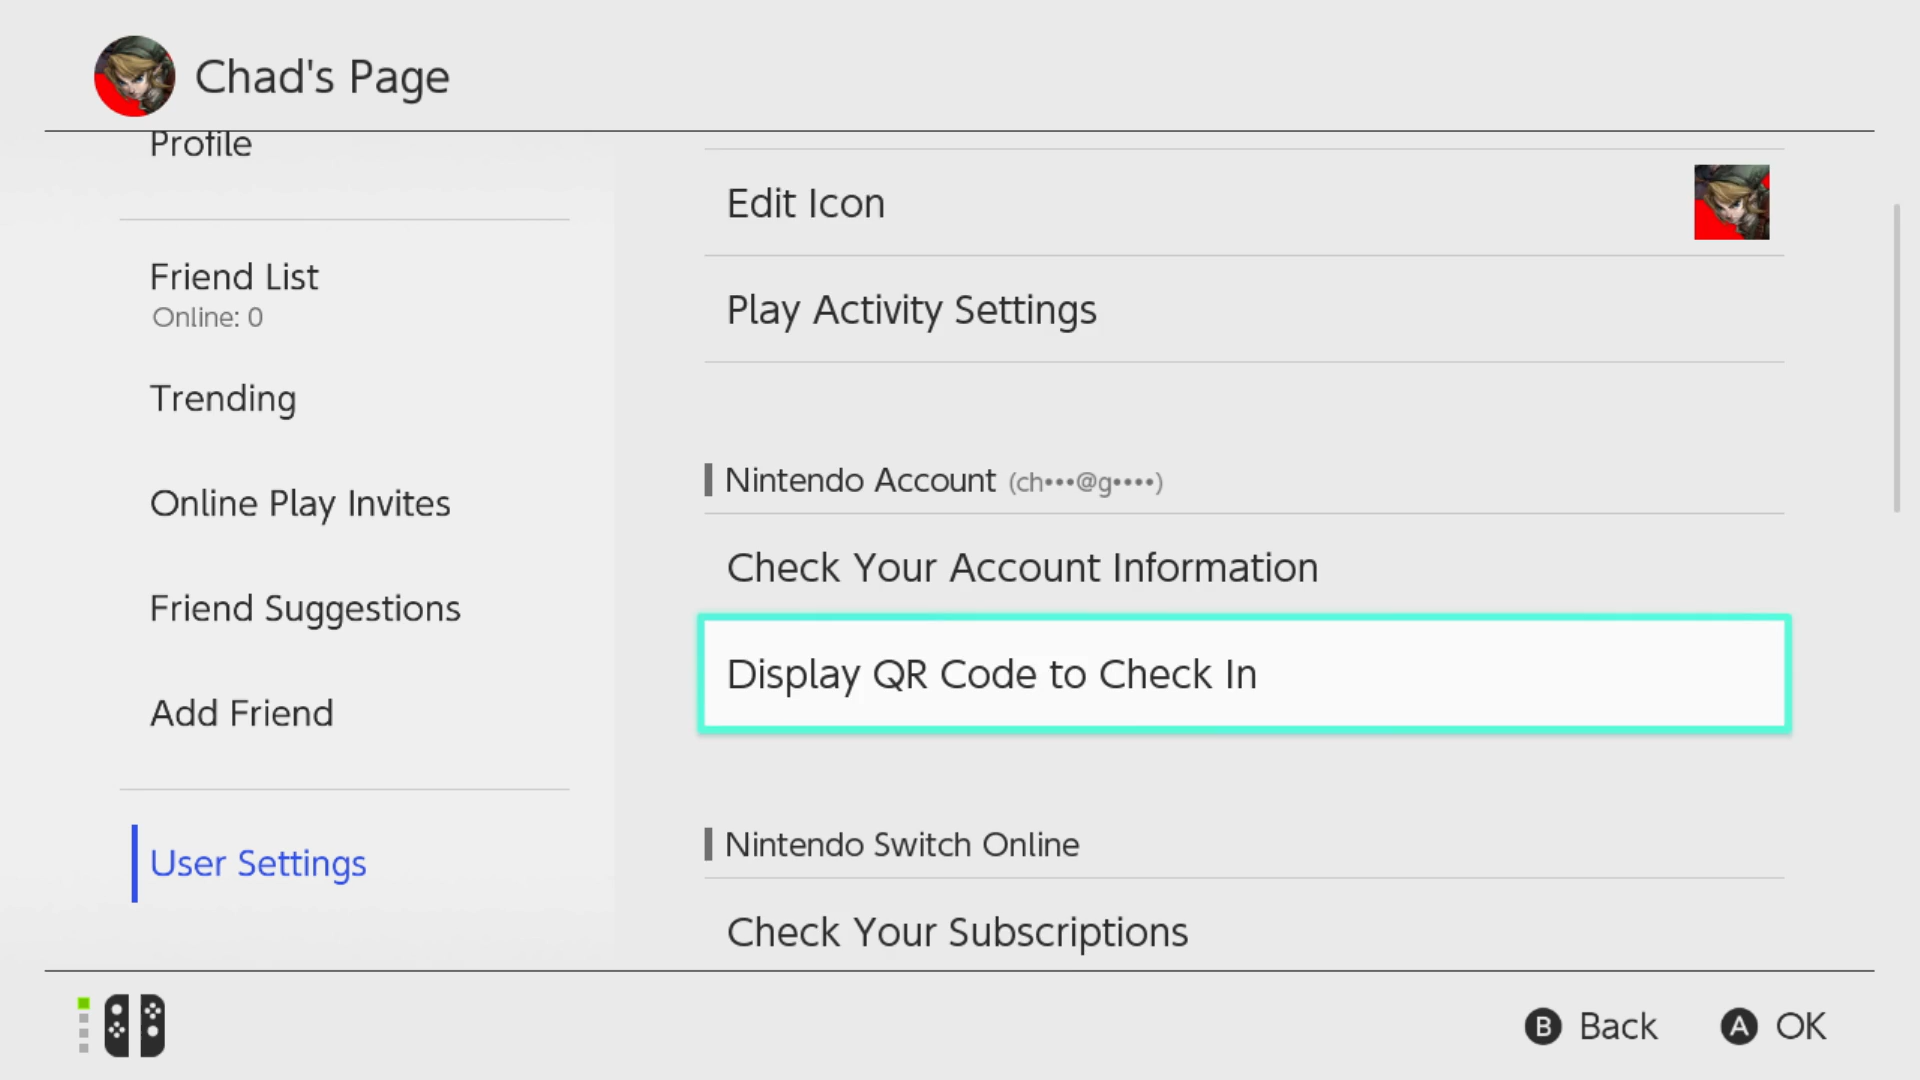 Chad's Page
Profile
Friend List
Online: 0
Trending
Online Play Invites
Friend Suggestions
Add Friend
User Settings
Edit Icon
Play Activity Settings
Nintendo Account (ch•••@g••••)
Check Your Account Information
Display QR Code to Check In
Nintendo Switch Online
Check Your Subscriptions
B Back
A OK